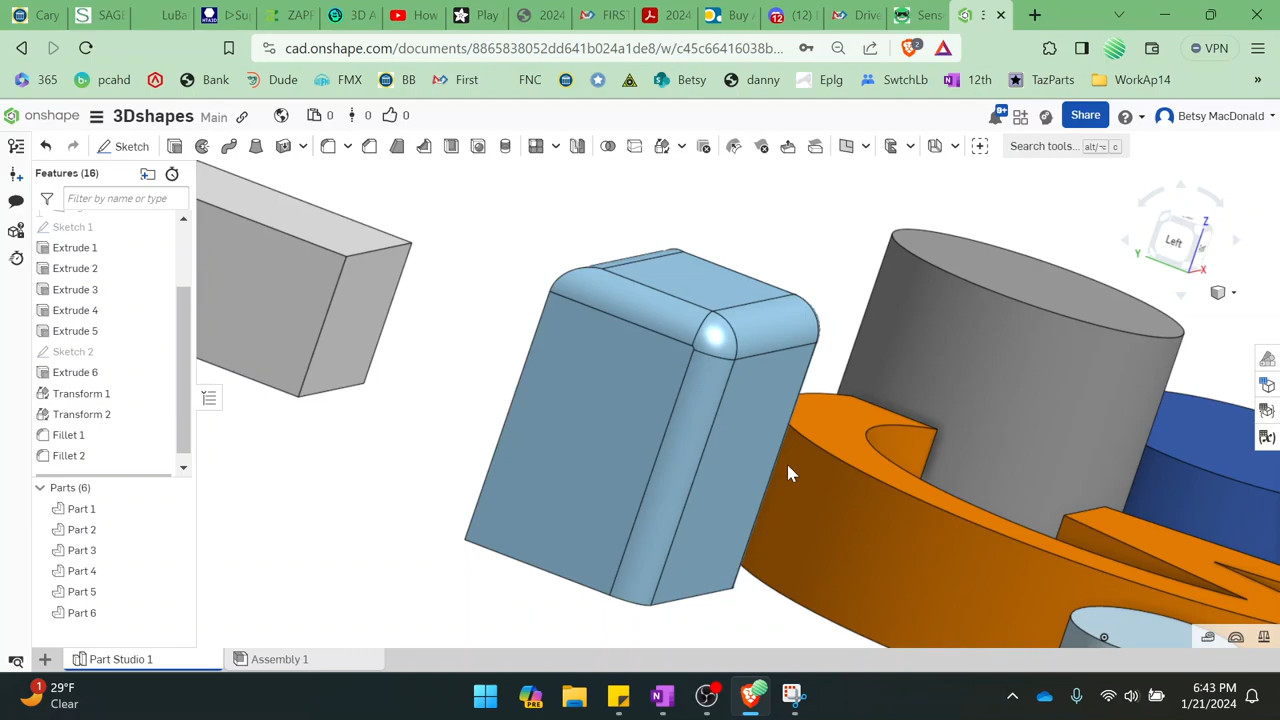 Cary
SAGE
LuBa
▷Su
ZAPF
3D A
How
Play
2024
FIRST
2024
Buy
12
(12)
Drive
Sens
cad.onshape.com/documents/8865838052dd641b024a1de8/w/c45c66416038b...
2
VPN
365
pcahd
Bank
Dude
FMX
BB
First
FNC
Betsy
danny
Eplg
SwtchLb
12th
TazParts
WorkAp14
»
onshape
3Dshapes
Main
0
0
0
9+
Share
Betsy MacDonald
Sketch
Search tools...
alt/⌥
c
Features (16)
Filter by name or type
Sketch 1
Extrude 1
Extrude 2
Extrude 3
Extrude 4
Extrude 5
Sketch 2
Extrude 6
Transform 1
Transform 2
Fillet 1
Fillet 2
Parts (6)
Part 1
Part 2
Part 3
Part 4
Part 5
Part 6
Left
Z
Y
X
(x)
Part Studio 1
Assembly 1
1
29°F
Clear
PRE
N
6:43 PM
1/21/2024